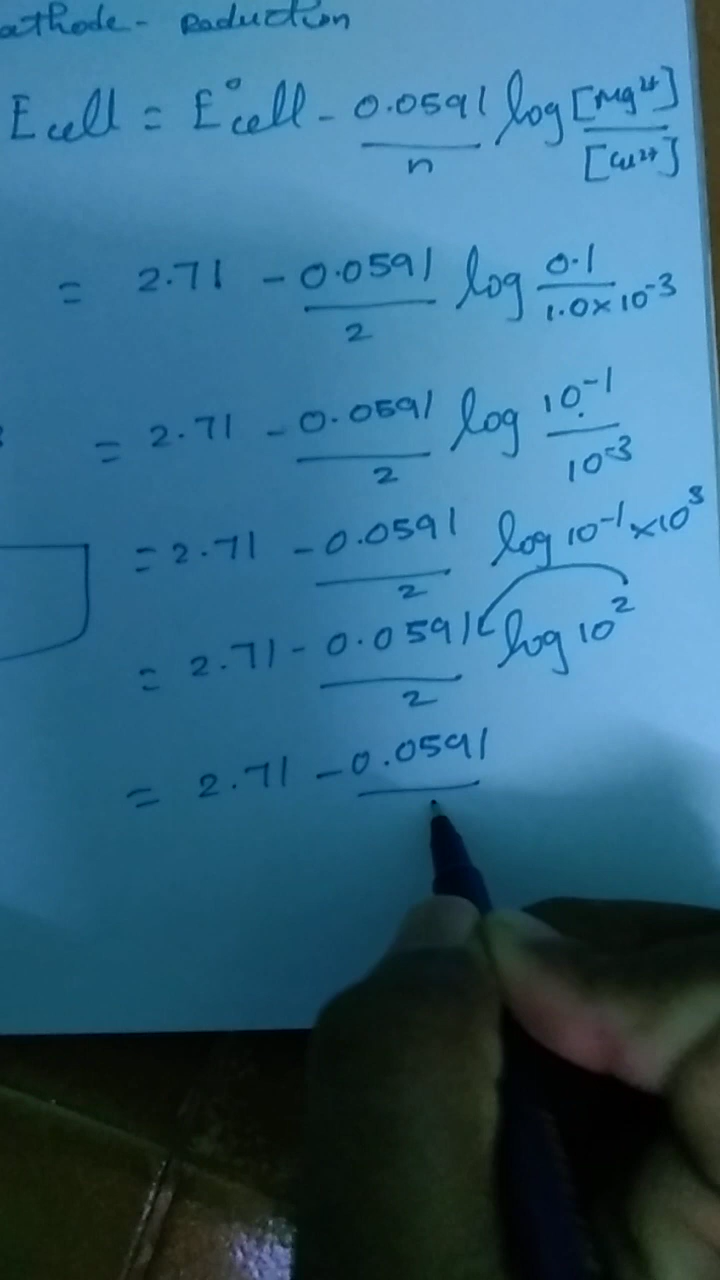 athode - Reduction
E cell = E°cell - 0.0591/n log [Mg²⁺]/[Cu²⁺]
= 2.71 - 0.0591/2 log 0.1/1.0×10⁻³
= 2.71 - 0.0591/2 log 10⁻¹/10⁻³
= 2.71 - 0.0591/2 log 10⁻¹×10³
= 2.71 - 0.0591/2 log 10²
= 2.71 - 0.0591